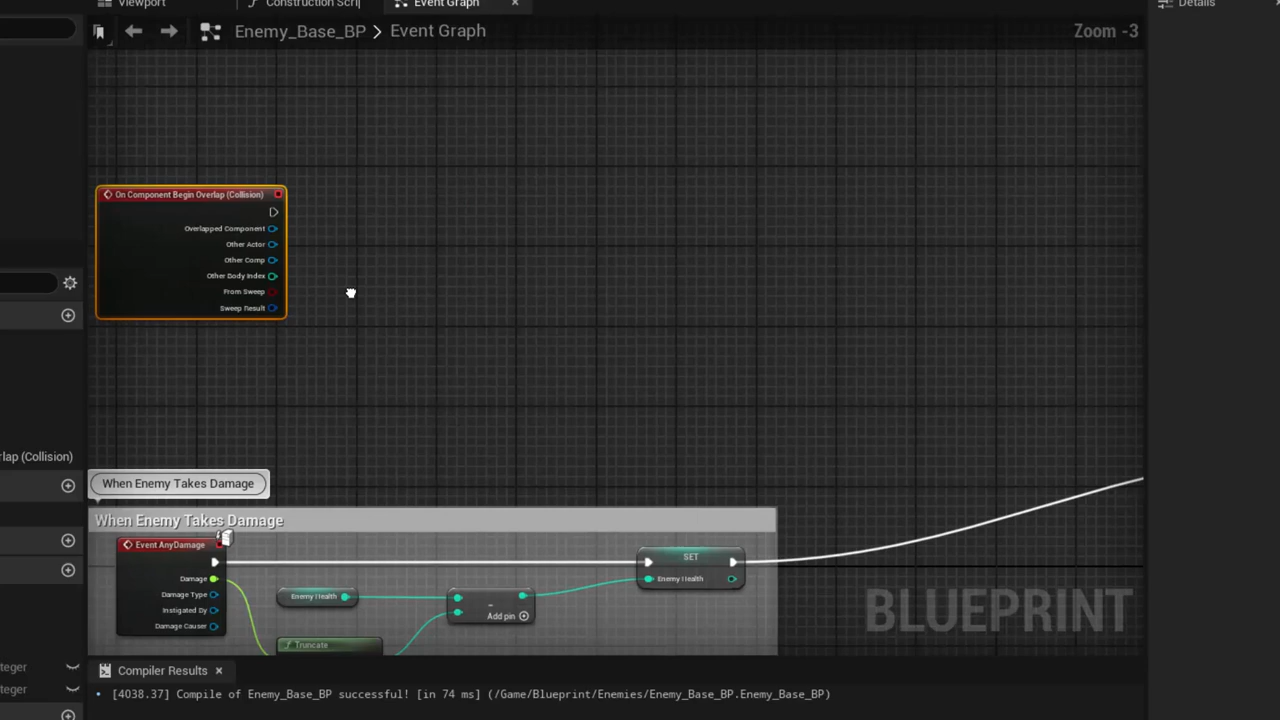 Viewport
Construction Scri
Event Graph
Details
Enemy_Base_BP > Event Graph
Zoom -3
On Component Begin Overlap (Collision)
Overlapped Component
Other Actor
Other Comp
Other Body Index
From Sweep
Sweep Result
rlap (Collision)
When Enemy Takes Damage
When Enemy Takes Damage
Event AnyDamage
Damage
Damage Type
Instigated By
Damage Causer
Enemy Health
Truncate
-
Add pin
SET
Enemy Health
BLUEPRINT
teger
teger
Compiler Results
[4038.37] Compile of Enemy_Base_BP successful! [in 74 ms] (/Game/Blueprint/Enemies/Enemy_Base_BP.Enemy_Base_BP)